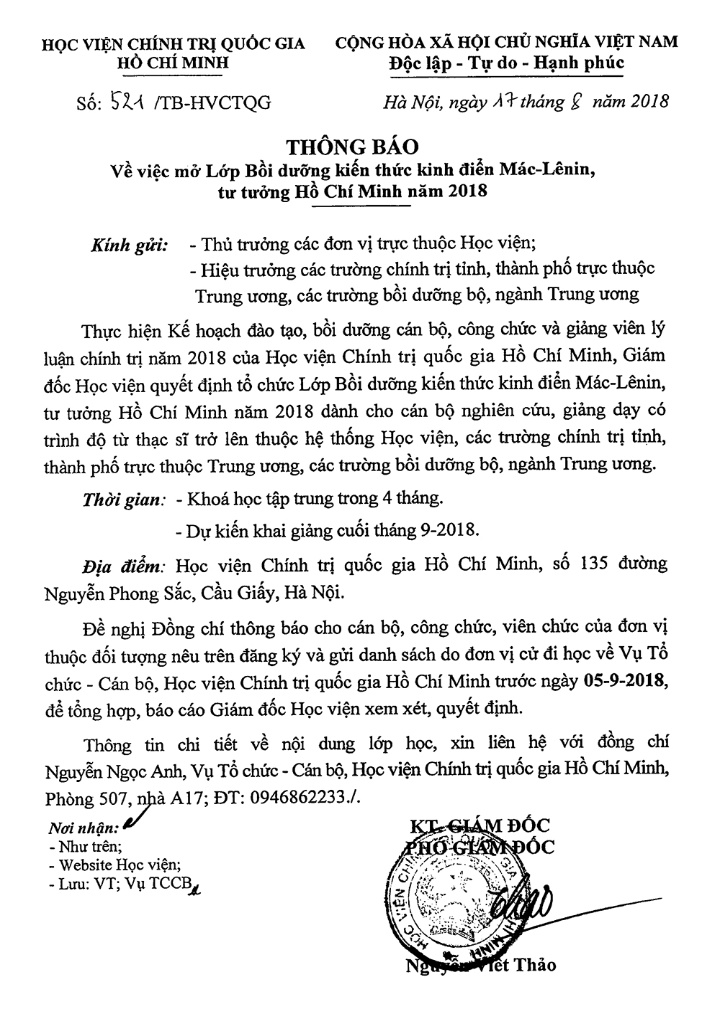 HỌC VIỆN CHÍNH TRỊ QUỐC GIA
HỒ CHÍ MINH
Số: 521 /TB-HVCTQG
CỘNG HÒA XÃ HỘI CHỦ NGHĨA VIỆT NAM
Độc lập - Tự do - Hạnh phúc
Hà Nội, ngày 17 tháng 8 năm 2018
THÔNG BÁO
Về việc mở Lớp Bồi dưỡng kiến thức kinh điển Mác-Lênin,
tư tưởng Hồ Chí Minh năm 2018
Kính gửi: - Thủ trưởng các đơn vị trực thuộc Học viện;
- Hiệu trưởng các trường chính trị tỉnh, thành phố trực thuộc
Trung ương, các trường bồi dưỡng bộ, ngành Trung ương
Thực hiện Kế hoạch đào tạo, bồi dưỡng cán bộ, công chức và giảng viên lý
luận chính trị năm 2018 của Học viện Chính trị quốc gia Hồ Chí Minh, Giám
đốc Học viện quyết định tổ chức Lớp Bồi dưỡng kiến thức kinh điển Mác-Lênin,
tư tưởng Hồ Chí Minh năm 2018 dành cho cán bộ nghiên cứu, giảng dạy có
trình độ từ thạc sĩ trở lên thuộc hệ thống Học viện, các trường chính trị tỉnh,
thành phố trực thuộc Trung ương, các trường bồi dưỡng bộ, ngành Trung ương.
Thời gian: - Khoá học tập trung trong 4 tháng.
- Dự kiến khai giảng cuối tháng 9-2018.
Địa điểm: Học viện Chính trị quốc gia Hồ Chí Minh, số 135 đường
Nguyễn Phong Sắc, Cầu Giấy, Hà Nội.
Đề nghị Đồng chí thông báo cho cán bộ, công chức, viên chức của đơn vị
thuộc đối tượng nêu trên đăng ký và gửi danh sách do đơn vị cử đi học về Vụ Tổ
chức - Cán bộ, Học viện Chính trị quốc gia Hồ Chí Minh trước ngày 05-9-2018,
để tổng hợp, báo cáo Giám đốc Học viện xem xét, quyết định.
Thông tin chi tiết về nội dung lớp học, xin liên hệ với đồng chí
Nguyễn Ngọc Anh, Vụ Tổ chức - Cán bộ, Học viện Chính trị quốc gia Hồ Chí Minh,
Phòng 507, nhà A17; ĐT: 0946862233./.
Nơi nhận:
- Như trên;
- Website Học viện;
- Lưu: VT; Vụ TCCB
KT. GIÁM ĐỐC
PHÓ GIÁM ĐỐC
HỌC VIỆN CHÍNH TRỊ QUỐC GIA HỒ CHÍ MINH
Nguyễn Viết Thảo